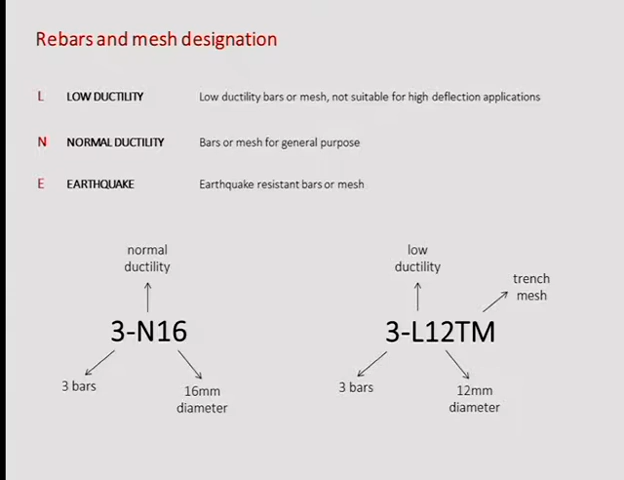 Rebars and mesh designation
L LOW DUCTILITY Low ductility bars or mesh, not suitable for high deflection applications
N NORMAL DUCTILITY Bars or mesh for general purpose
E EARTHQUAKE Earthquake resistant bars or mesh
normal
ductility
3-N16
3 bars
16mm
diameter
low
ductility
trench
mesh
3-L12TM
3 bars
12mm
diameter